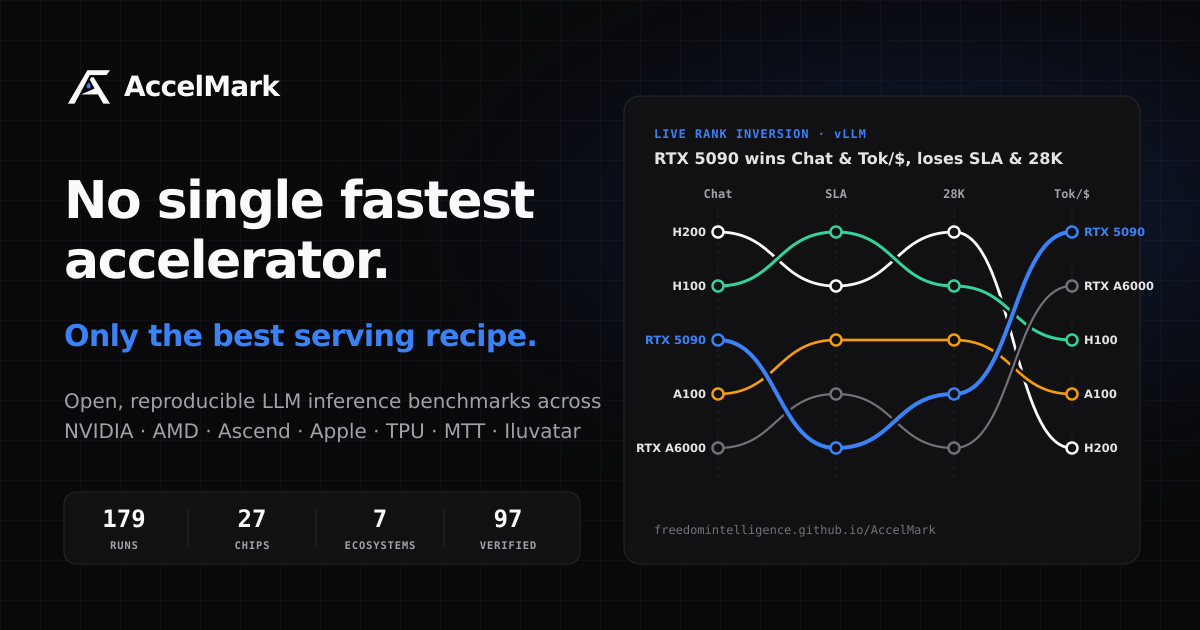 AccelMark
No single fastest
accelerator.
Only the best serving recipe.
Open, reproducible LLM inference benchmarks across
NVIDIA · AMD · Ascend · Apple · TPU · MTT · Iluvatar
179
RUNS
27
CHIPS
7
ECOSYSTEMS
97
VERIFIED
LIVE RANK INVERSION · vLLM
RTX 5090 wins Chat & Tok/$, loses SLA & 28K
Chat SLA 28K Tok/$
H200 RTX 5090
H100 RTX A6000
RTX 5090 H100
A100 A100
RTX A6000 H200
freedomintelligence.github.io/AccelMark